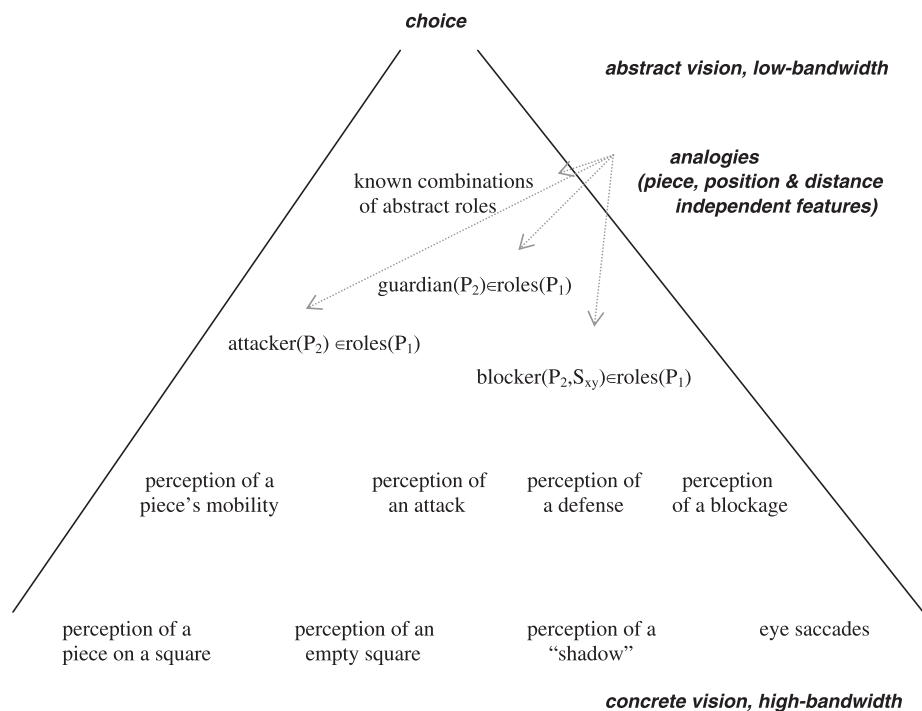 choice
abstract vision, low-bandwidth
analogies
(piece, position & distance
independent features)
known combinations
of abstract roles
guardian(P₂)∈roles(P₁)
attacker(P₂) ∈roles(P₁)
blocker(P₂,Sₓᵧ)∈roles(P₁)
perception of a
piece’s mobility
perception of
an attack
perception of
a defense
perception
of a blockage
perception of a
piece on a square
perception of an
empty square
perception of a
“shadow”
eye saccades
concrete vision, high-bandwidth